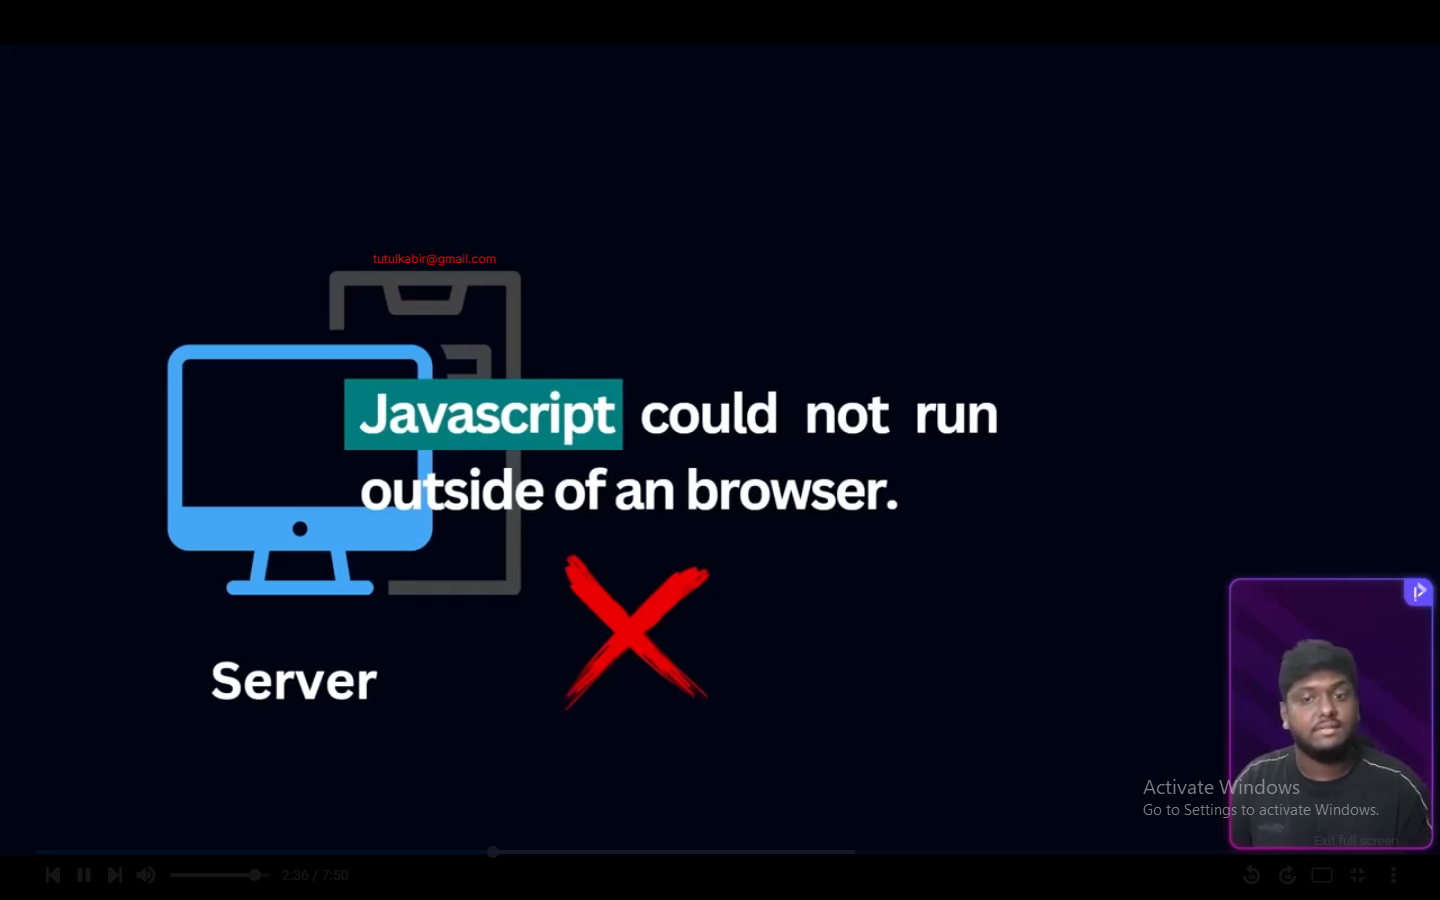 tutulkabir@gmail.com
Javascript could not run
outside of an browser.
Server
Activate Windows
Go to Settings to activate Windows.
Exit full screen
2:36 / 7:50